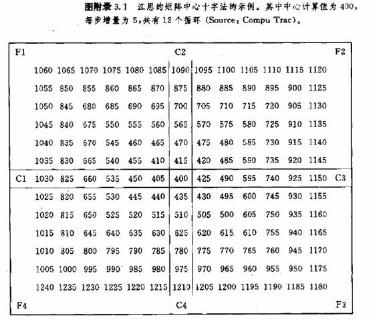 图附录 3.1 江恩的矩阵中心十字法的示例。其中中心计算值为 400,
每步增量为 5,共有 12 个循环 (Source: Compu Trac)。
F1 C2 F2
1060 1065 1070 1075 1080 1085 1090 1095 1100 1105 1110 1115 1120
1055 850 855 860 865 870 875 880 885 890 895 900 1125
1050 845 680 685 690 695 700 705 710 715 720 905 1130
1045 840 675 550 555 560 565 570 575 580 725 910 1135
1040 835 670 545 460 465 470 475 480 585 730 915 1140
1035 830 665 540 455 410 415 420 485 590 735 920 1145
C1 1030 825 660 535 450 405 400 425 490 595 740 925 1150 C3
1025 820 655 530 445 440 435 430 495 600 745 930 1155
1020 815 650 525 520 515 510 505 500 605 750 935 1160
1015 810 645 640 635 630 625 620 615 610 755 940 1165
1010 805 800 795 790 785 780 775 770 765 760 945 1170
1005 1000 995 990 985 980 975 970 965 960 955 950 1175
1240 1235 1230 1225 1220 1215 1210 1205 1200 1195 1190 1185 1180
F4 C4 F3